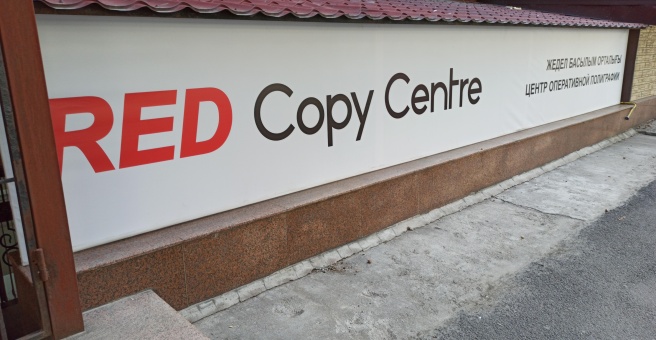 RED Copy Centre
ЖЕДЕЛ БАСЫЛЫМ ОРТАЛЫҒЫ
ЦЕНТР ОПЕРАТИВНОЙ ПОЛИГРАФИИ